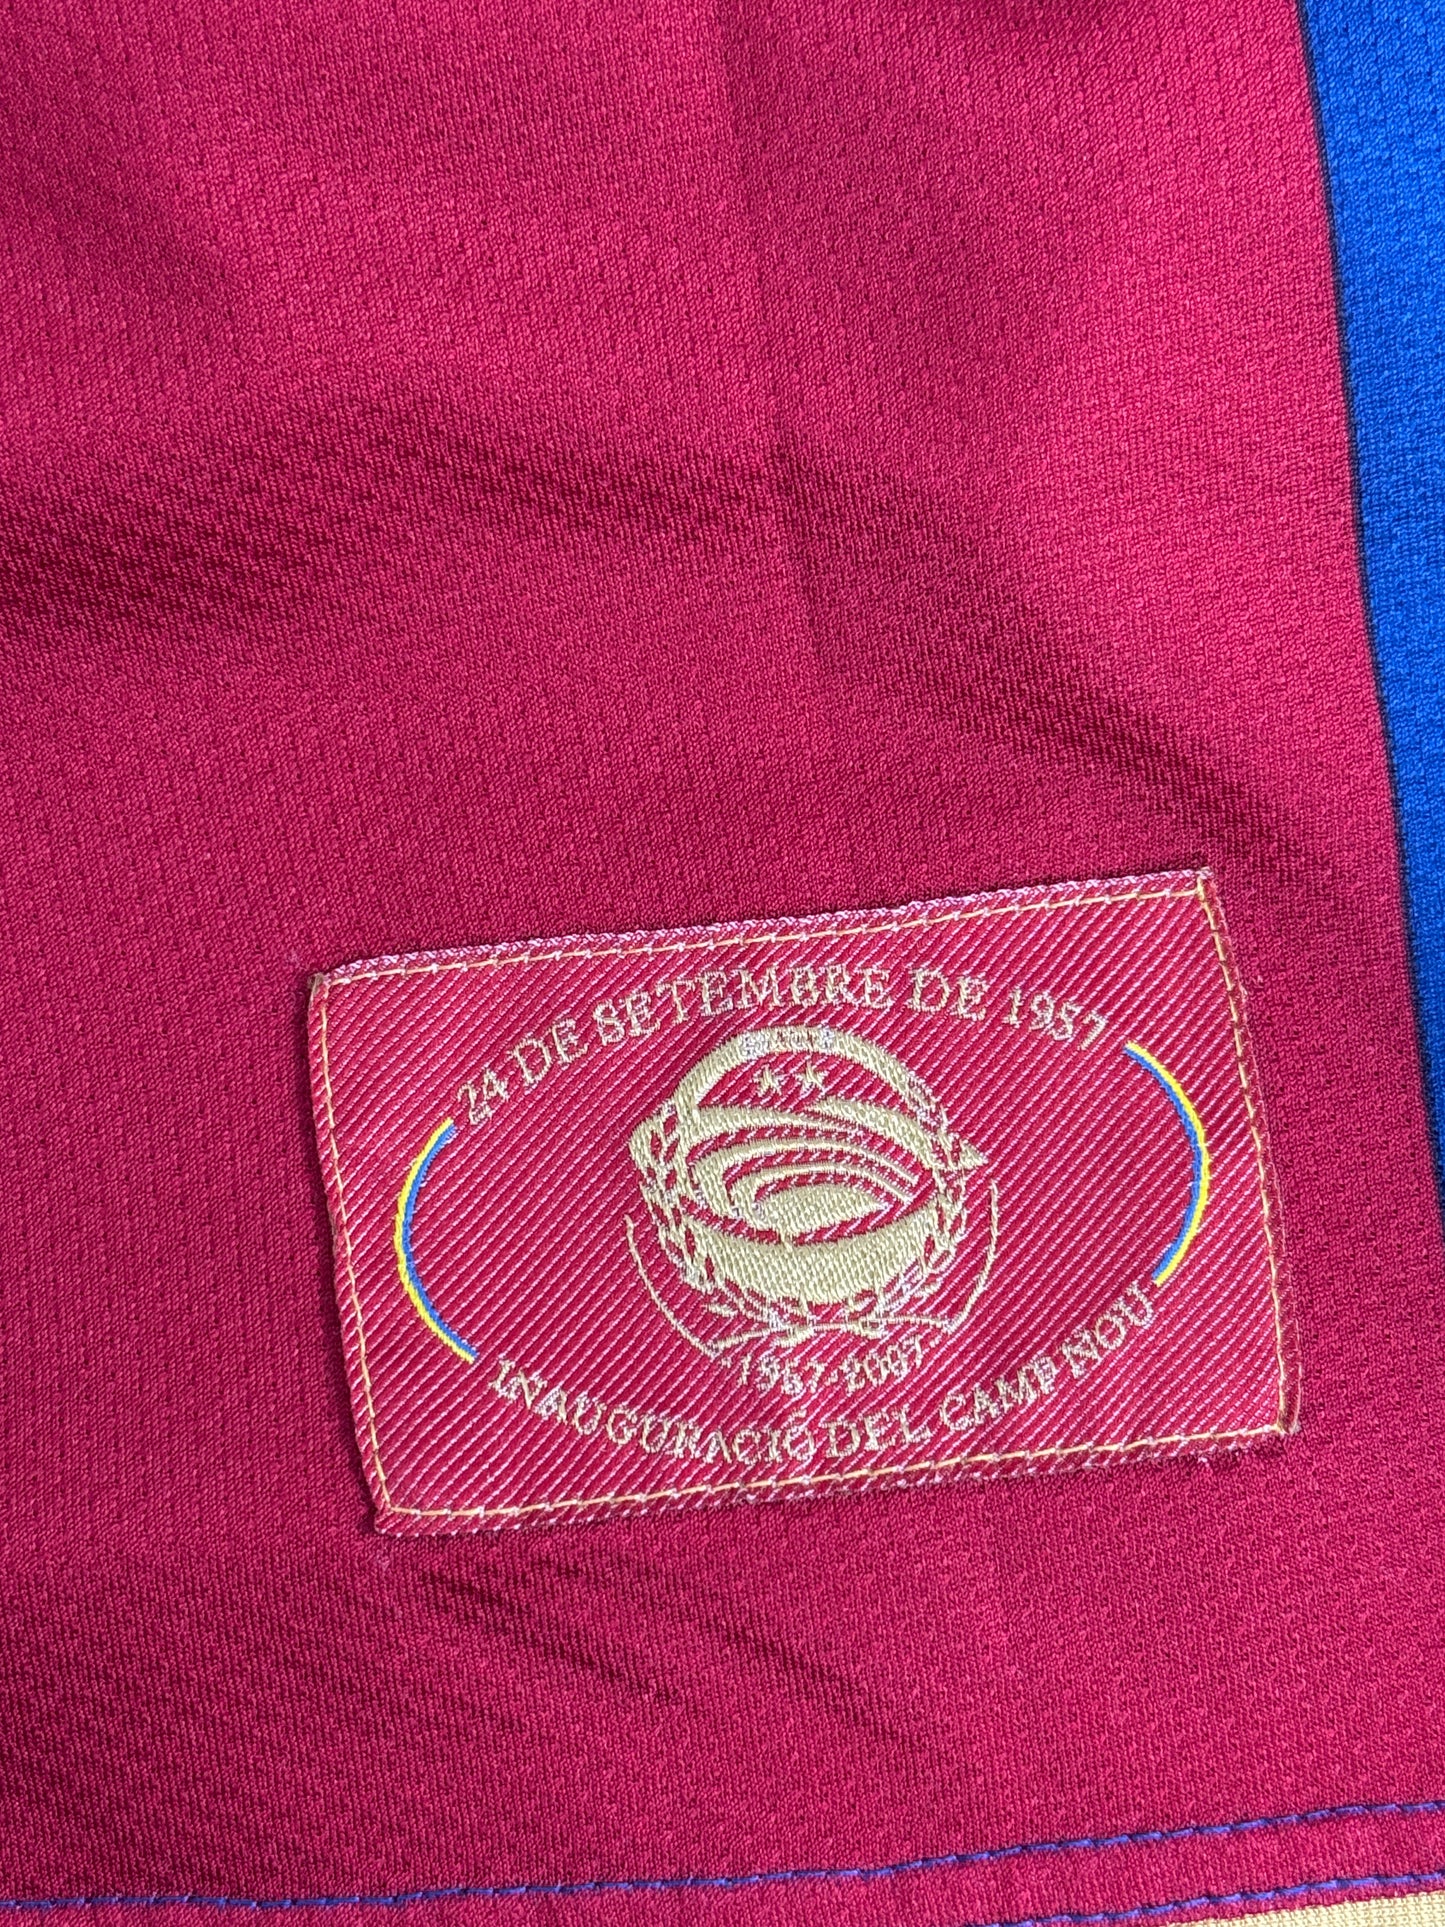 24 DE SETEMBRE DE 1957
1957-2007
INAUGURACIÓ DEL CAMP NOU